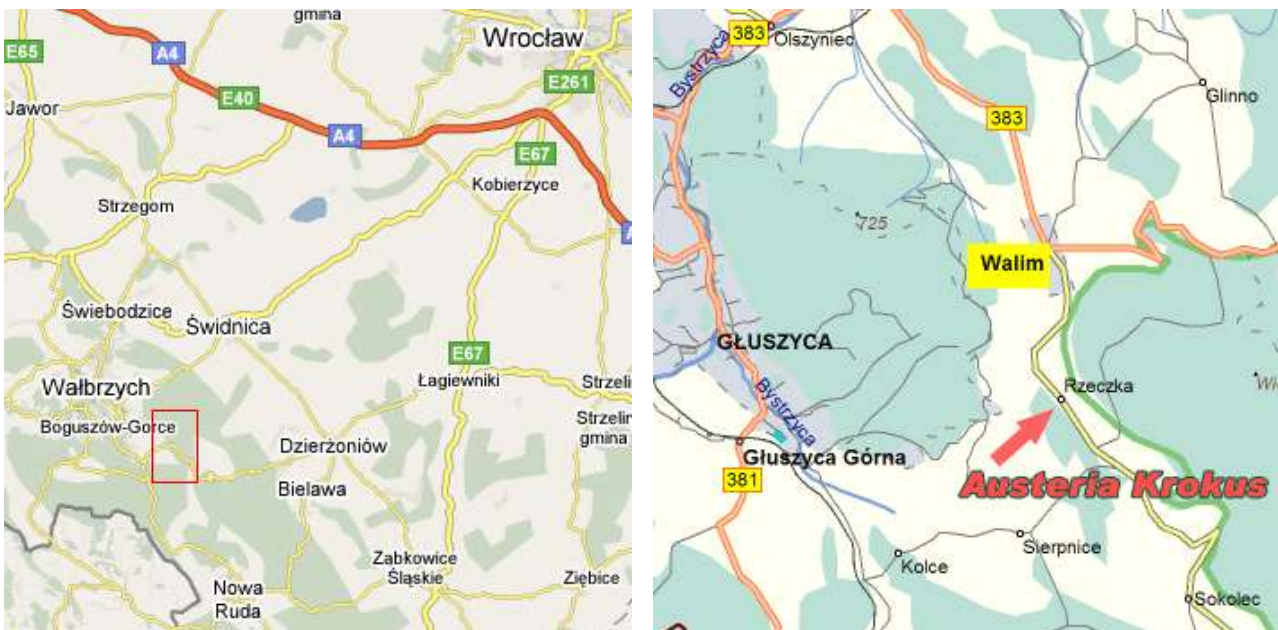 gmina
Wrocław
E65
A4
E261
E40
Jawor
A4
E67
Kobierzyce
Strzegom
Świebodzice
Świdnica
E67
Wałbrzych
Łagiewniki
Boguszów-Gorce
Strzelin
gmina
Dzierżoniów
Bielawa
Ząbkowice
Śląskie
Ziębice
Nowa
Ruda
383
Olszyniec
Bystrzyca
Glinno
383
725
Walim
GŁUSZYCA
Rzeczka
Bystrzyca
Głuszyca Górna
381
Austeria Krokus
Sierpnice
Kolce
Sokolec